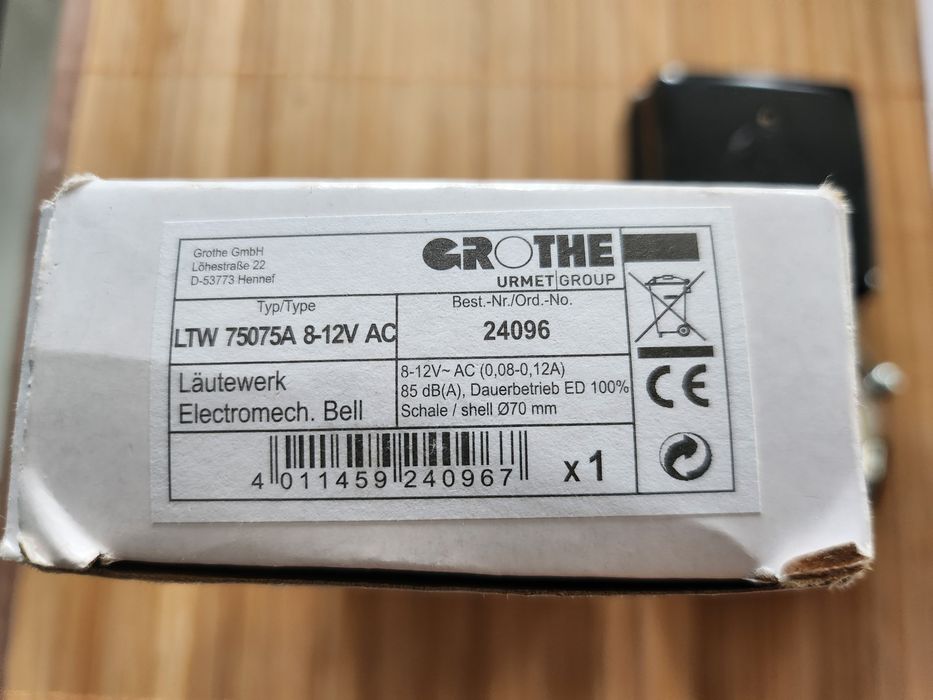 Grothe GmbH
Löhestraße 22
D-53773 Hennef
GROTHE
URMET GROUP
Typ/Type
LTW 75075A 8-12V AC
Best.-Nr./Ord.-No.
24096
Läutewerk
Electromech. Bell
8-12V~ AC (0,08-0,12A)
85 dB(A), Dauerbetrieb ED 100%
Schale / shell Ø70 mm
CE
4 011459 240967
x 1